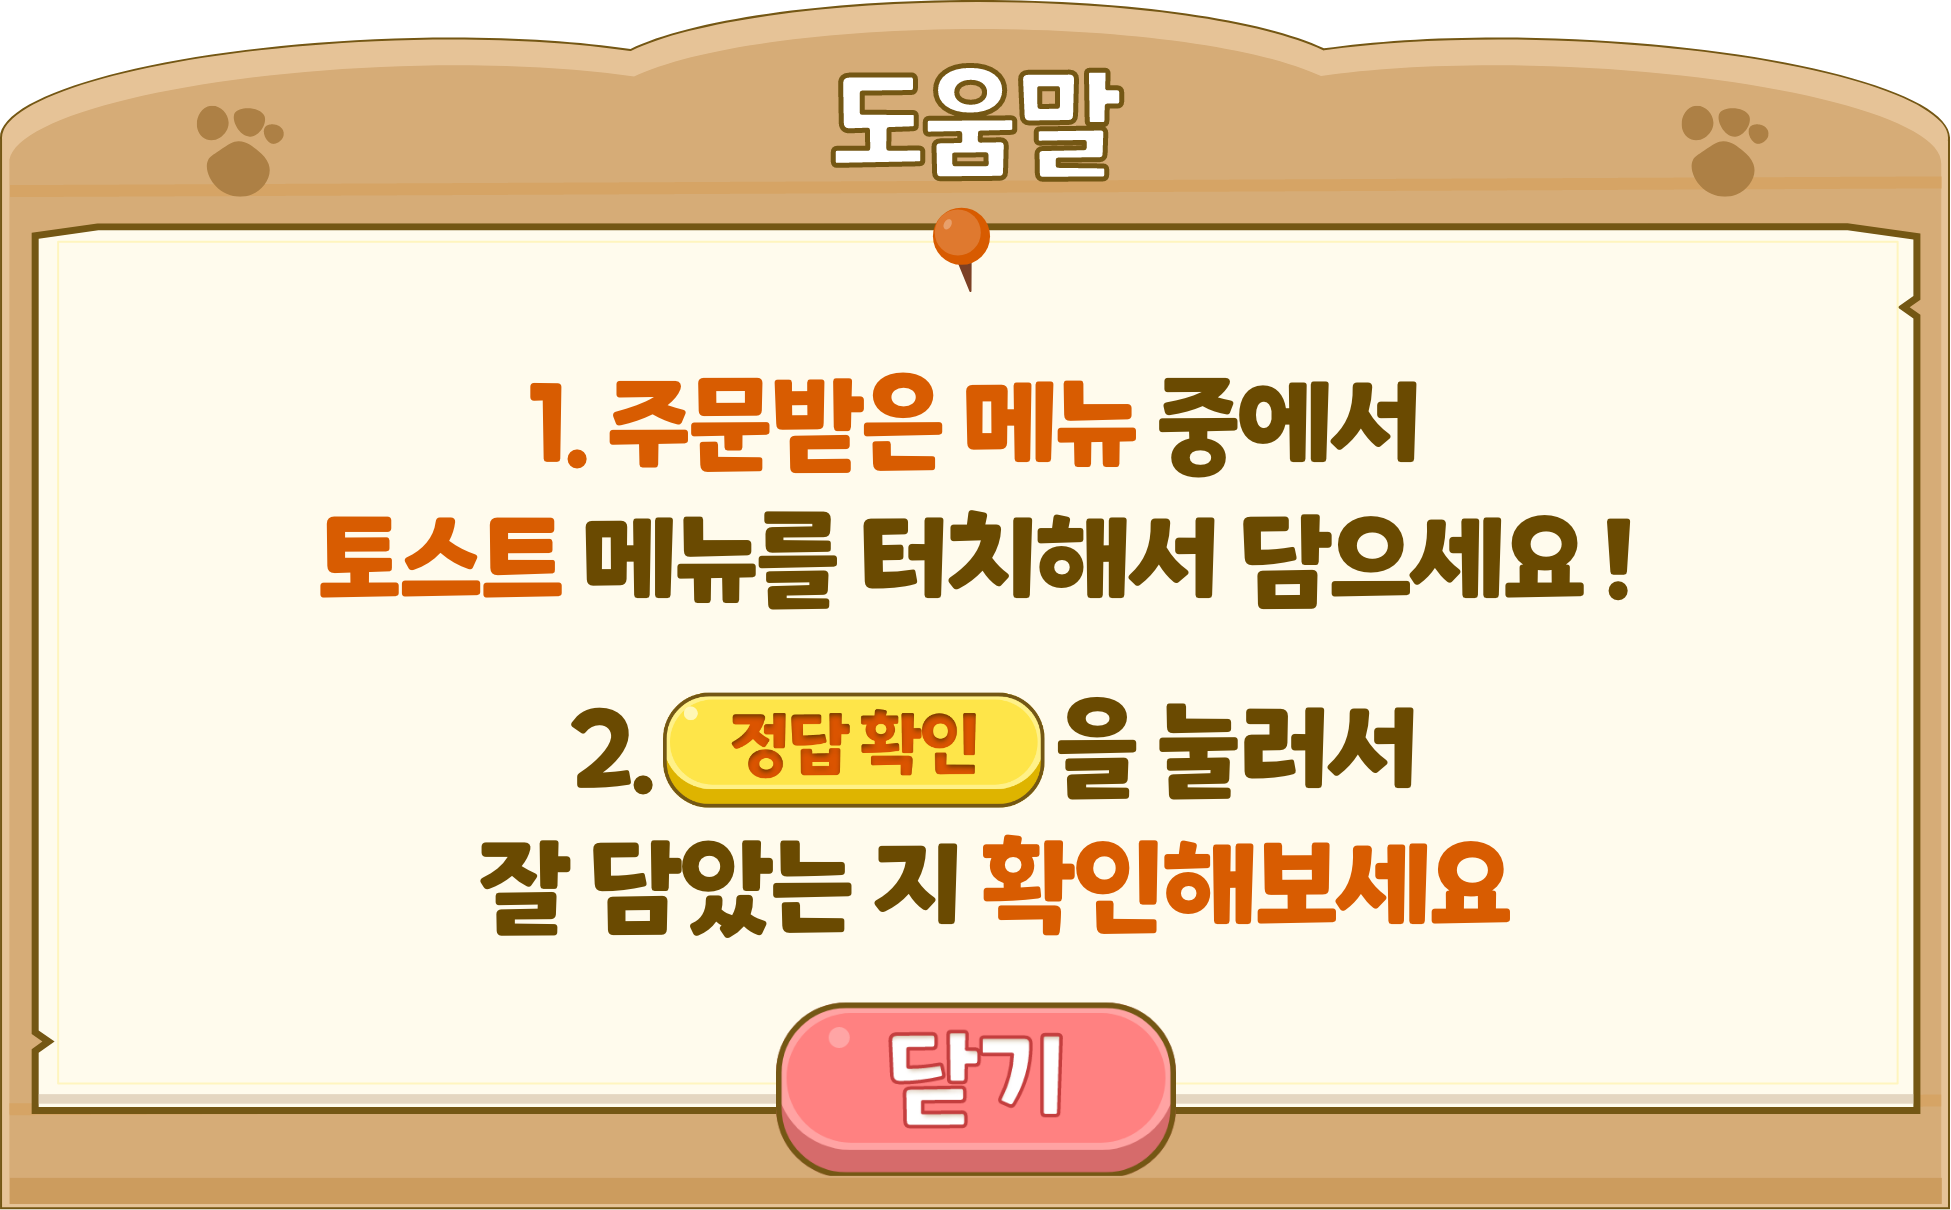 도움말
1. 주문받은 메뉴 중에서
토스트 메뉴를 터치해서 담으세요!
2. 정답 확인 을 눌러서
잘 담았는 지 확인해보세요
닫기